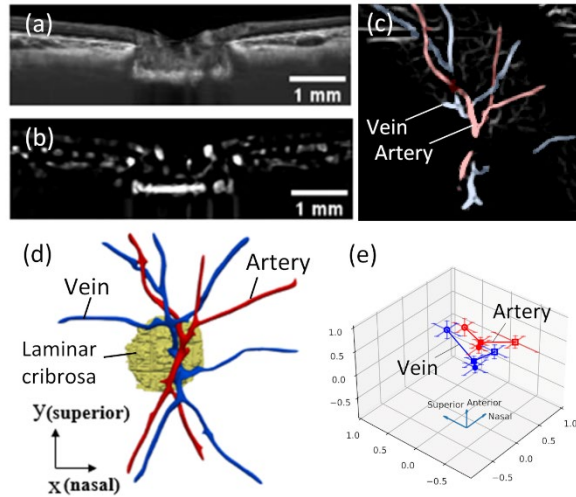 (a)
1 mm
(b)
1 mm
(c)
Vein
Artery
(d)
Vein
Artery
Laminar
cribrosa
y(superior)
x(nasal)
(e)
Artery
Vein
1.0
0.5
0.0
-0.5
Superior
Anterior
Nasal
1.0
0.5
0.0
-0.5
-0.5
0.0
0.5
1.0